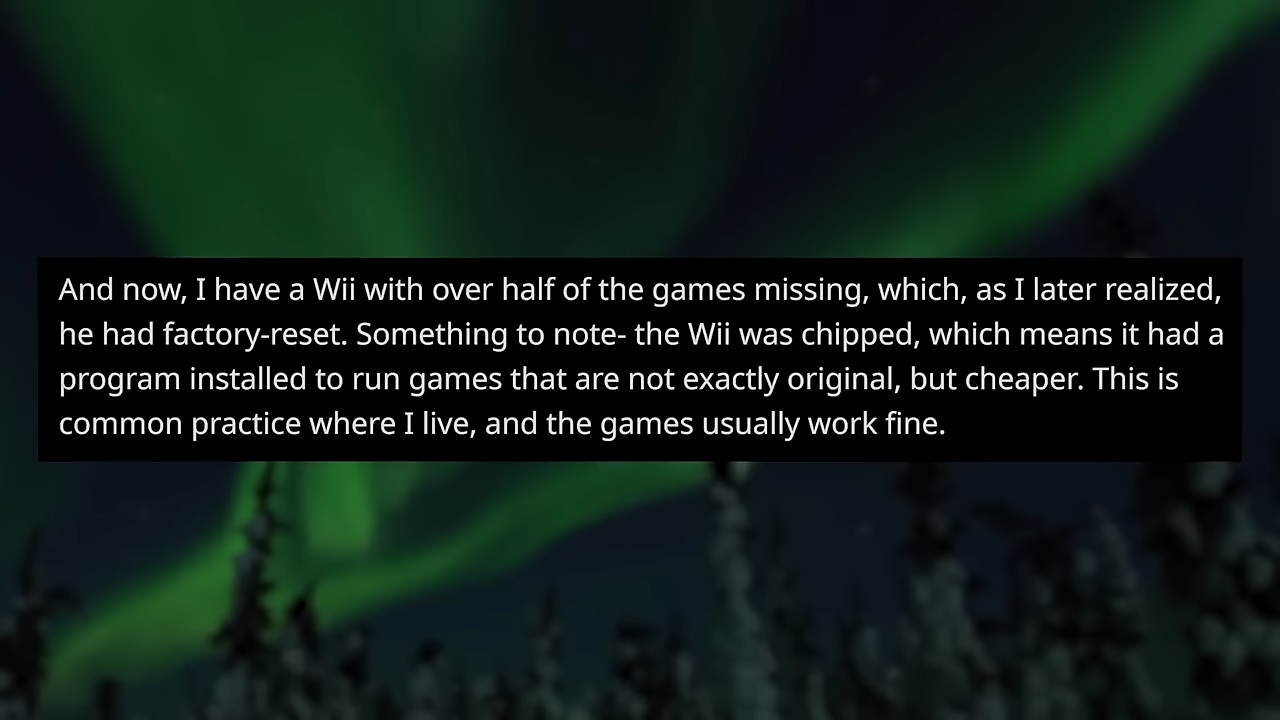 And now, I have a Wii with over half of the games missing, which, as I later realized,
he had factory-reset. Something to note- the Wii was chipped, which means it had a
program installed to run games that are not exactly original, but cheaper. This is
common practice where I live, and the games usually work fine.